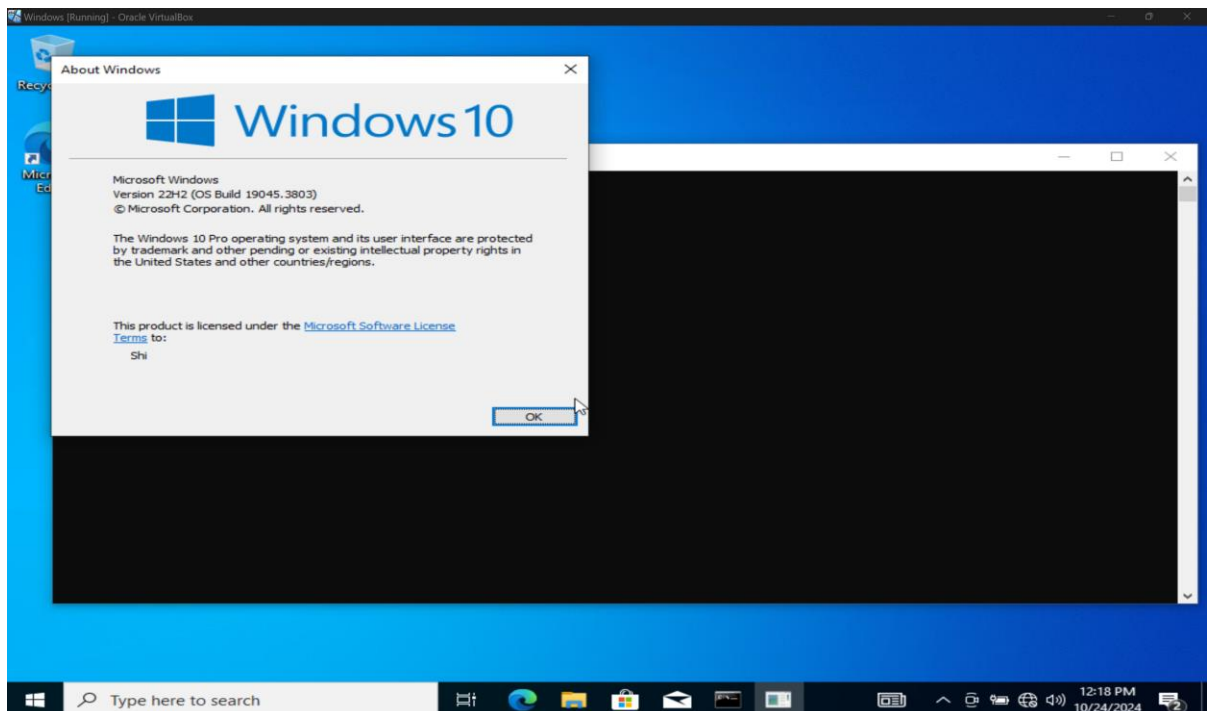 Windows [Running] - Oracle VirtualBox
About Windows
Windows 10
Microsoft Windows
Version 22H2 (OS Build 19045.3803)
© Microsoft Corporation. All rights reserved.
The Windows 10 Pro operating system and its user interface are protected
by trademark and other pending or existing intellectual property rights in
the United States and other countries/regions.
This product is licensed under the Microsoft Software License
Terms to:
Shi
OK
Type here to search
12:18 PM
10/24/2024
2